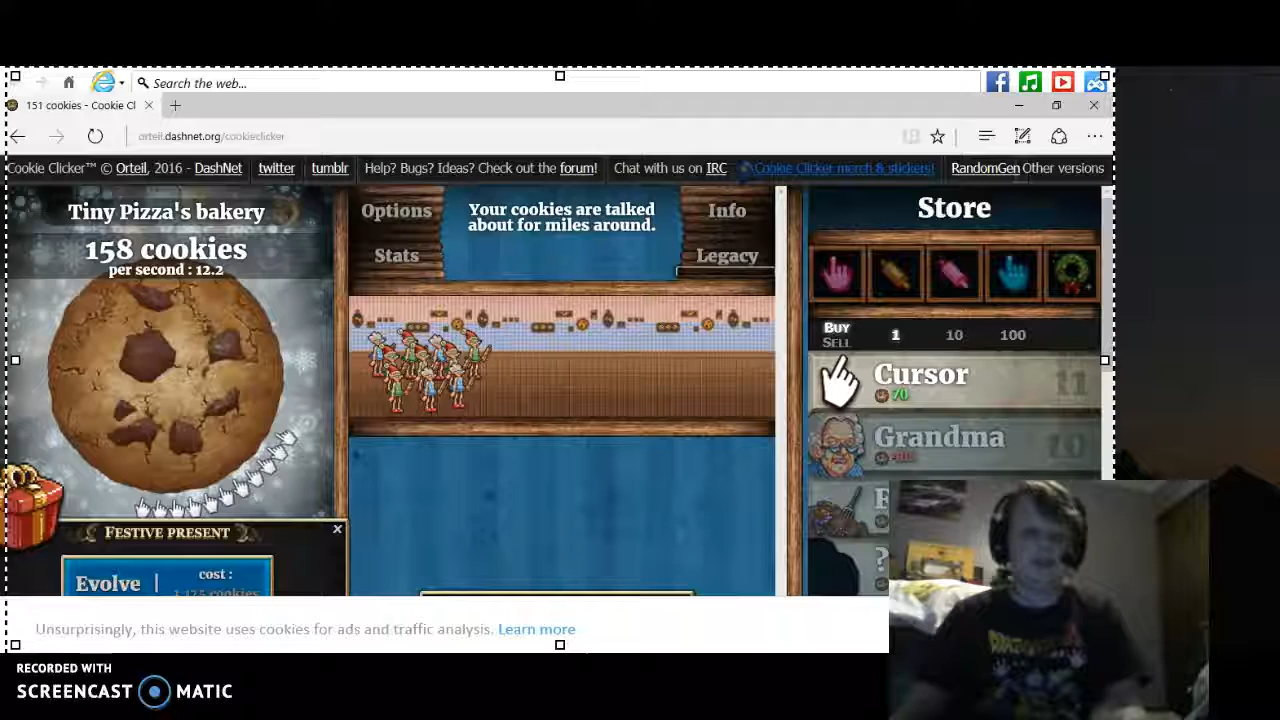 Search the web...
151 cookies - Cookie Cl
orteil.dashnet.org/cookieclicker
Cookie Clicker™ © Orteil, 2016 - DashNet
twitter
tumblr
Help? Bugs? Ideas? Check out the forum!
Chat with us on IRC
Cookie Clicker merch & stickers!
RandomGen Other versions
Tiny Pizza's bakery
158 cookies
per second : 12.2
Options
Stats
Your cookies are talked
about for miles around.
Info
Legacy
Store
BUY
SELL
1
10
100
Cursor
70
11
Grandma
10
?
FESTIVE PRESENT
Evolve
cost :
Unsurprisingly, this website uses cookies for ads and traffic analysis. Learn more
RECORDED WITH
SCREENCAST MATIC